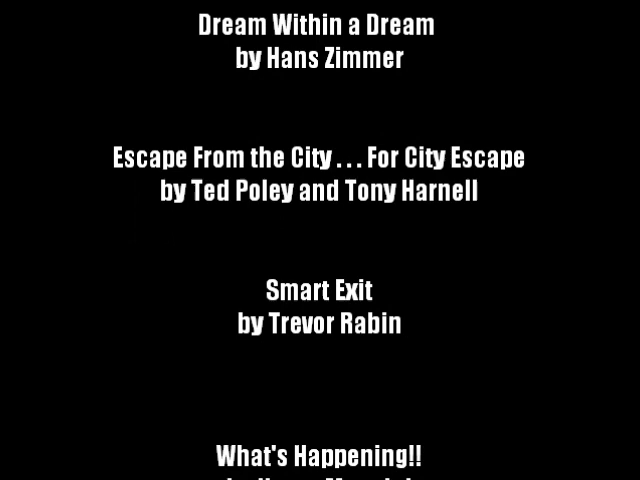 Dream Within a Dream
by Hans Zimmer
Escape From the City . . . For City Escape
by Ted Poley and Tony Harnell
Smart Exit
by Trevor Rabin
What's Happening!!